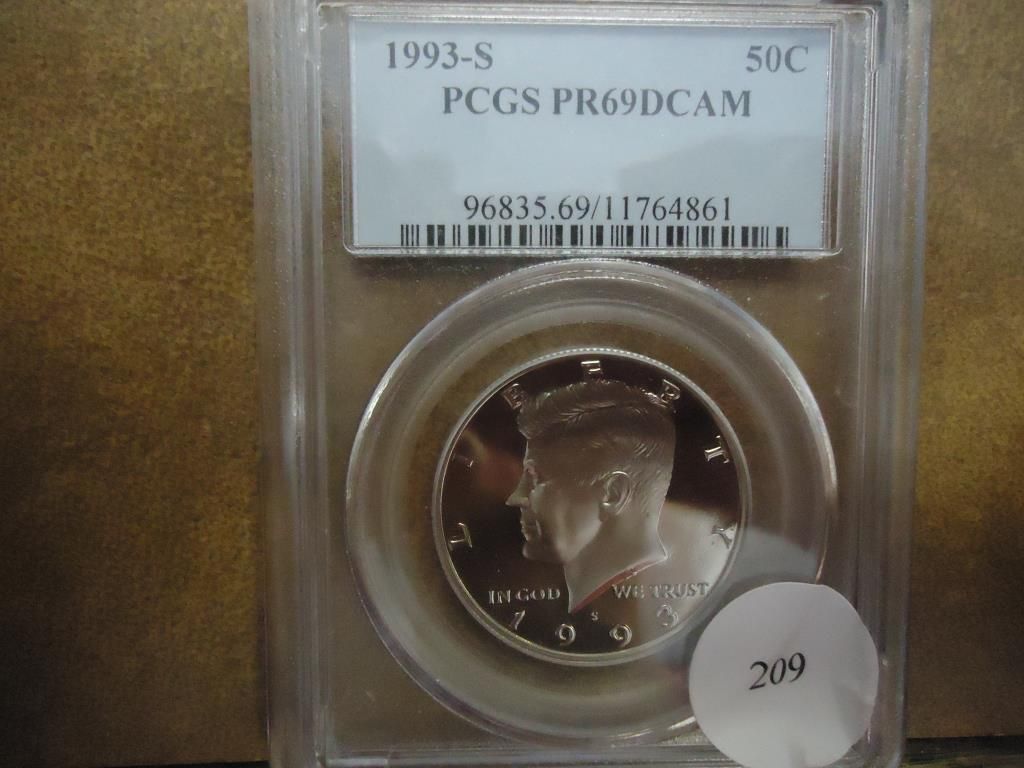 1993-S 50C
PCGS PR69DCAM
96835.69/11764861
LIBERTY
IN GOD WE TRUST
S
1993
209